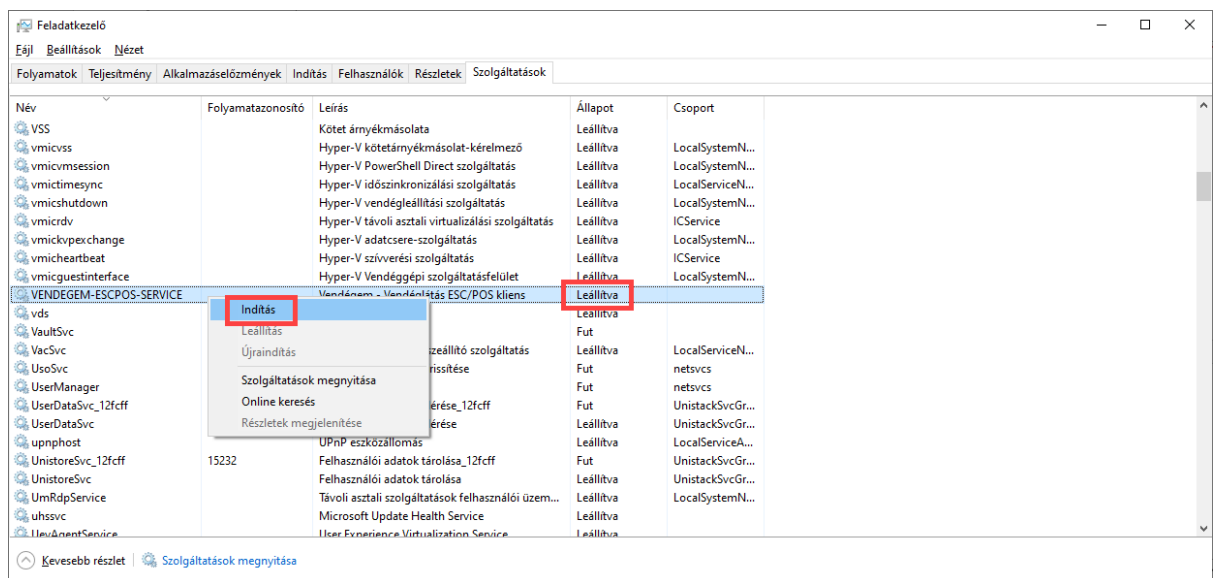 Feladatkezelő
Fájl Beállítások Nézet
Folyamatok Teljesítmény Alkalmazáselőzmények Indítás Felhasználók Részletek Szolgáltatások
Név Folyamatazonosító Leírás Állapot Csoport
VSS Kötet árnyékmásolata Leállítva
vmicvss Hyper-V kötetárnyékmásolat-kérelmező Leállítva LocalSystemN...
vmicvmsession Hyper-V PowerShell Direct szolgáltatás Leállítva LocalSystemN...
vmictimesync Hyper-V időszinkronizálási szolgáltatás Leállítva LocalServiceN...
vmicshutdown Hyper-V vendégleállítási szolgáltatás Leállítva LocalSystemN...
vmicrdv Hyper-V távoli asztali virtualizálási szolgáltatás Leállítva ICService
vmickvpexchange Hyper-V adatcsere-szolgáltatás Leállítva LocalSystemN...
vmicheartbeat Hyper-V szívverési szolgáltatás Leállítva ICService
vmicguestinterface Hyper-V Vendéggépi szolgáltatásfelület Leállítva LocalSystemN...
VENDEGEM-ESCPOS-SERVICE Vendégem - Vendéglátás ESC/POS kliens Leállítva
vds Leállítva
VaultSvc Fut
VacSvc szeállító szolgáltatás Leállítva LocalServiceN...
UsoSvc rissítése Fut netsvcs
UserManager Fut netsvcs
UserDataSvc_12fcff érése_12fcff Fut UnistackSvcGr...
UserDataSvc érése Leállítva UnistackSvcGr...
upnphost UPnP eszközállomás Leállítva LocalServiceA...
UnistoreSvc_12fcff 15232 Felhasználói adatok tárolása_12fcff Fut UnistackSvcGr...
UnistoreSvc Felhasználói adatok tárolása Leállítva UnistackSvcGr...
UmRdpService Távoli asztali szolgáltatások felhasználói üzem... Leállítva LocalSystemN...
uhssvc Microsoft Update Health Service Leállítva
UevAgentService User Experience Virtualization Service Leállítva
Indítás
Leállítás
Újraindítás
Szolgáltatások megnyitása
Online keresés
Részletek megjelenítése
Kevesebb részlet Szolgáltatások megnyitása